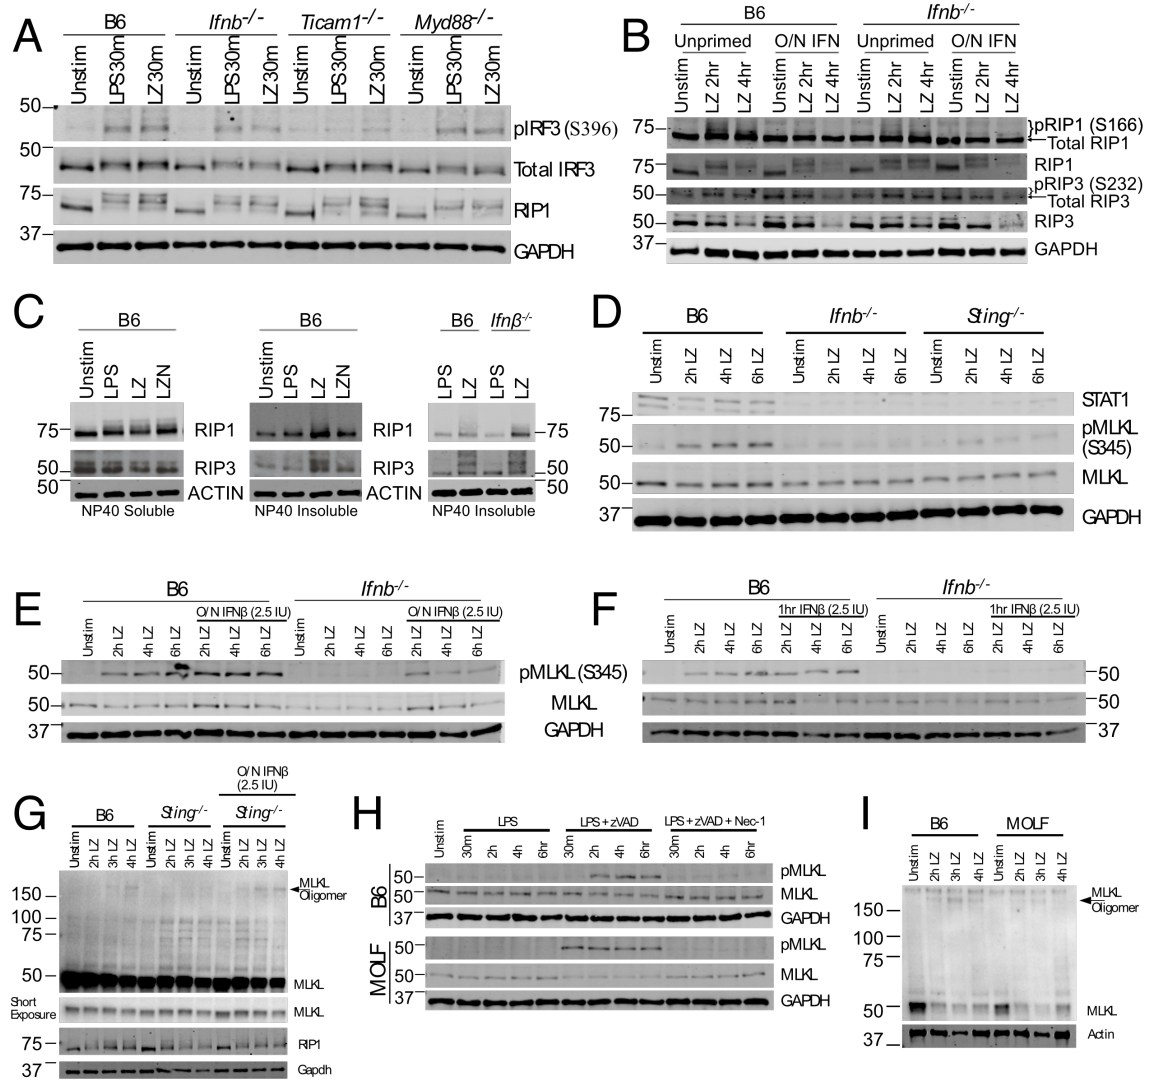 A
B6
Ifnb-/-
Ticam1-/-
Myd88-/-
Unstim
LPS30m
LZ30m
Unstim
LPS30m
LZ30m
Unstim
LPS30m
LZ30m
Unstim
LPS30m
LZ30m
50
pIRF3 (S396)
50
Total IRF3
75
RIP1
37
GAPDH
B
B6
Ifnb-/-
Unprimed
O/N IFN
Unprimed
O/N IFN
Unstim
LZ 2hr
LZ 4hr
Unstim
LZ 2hr
LZ 4hr
Unstim
LZ 2hr
LZ 4hr
Unstim
LZ 2hr
LZ 4hr
75
pRIP1 (S166)
Total RIP1
75
RIP1
pRIP3 (S232)
50
Total RIP3
50
RIP3
37
GAPDH
C
B6
B6
B6
Ifnβ-/-
Unstim
LPS
LZ
LZN
Unstim
LPS
LZ
LZN
LPS
LZ
LPS
LZ
75
RIP1
RIP1
75
50
RIP3
RIP3
50
50
ACTIN
ACTIN
50
NP40 Soluble
NP40 Insoluble
NP40 Insoluble
D
B6
Ifnb-/-
Sting-/-
Unstim
2h LZ
4h LZ
6h LZ
Unstim
2h LZ
4h LZ
6h LZ
Unstim
2h LZ
4h LZ
6h LZ
STAT1
75
pMLKL
50
(S345)
50
MLKL
37
GAPDH
E
B6
Ifnb-/-
O/N IFNβ (2.5 IU)
O/N IFNβ (2.5 IU)
Unstim
2h LZ
4h LZ
6h LZ
2h LZ
4h LZ
6h LZ
Unstim
2h LZ
4h LZ
6h LZ
2h LZ
4h LZ
6h LZ
50
pMLKL (S345)
50
MLKL
37
GAPDH
F
B6
Ifnb-/-
1hr IFNβ (2.5 IU)
1hr IFNβ (2.5 IU)
Unstim
2h LZ
4h LZ
6h LZ
2h LZ
4h LZ
6h LZ
Unstim
2h LZ
4h LZ
6h LZ
2h LZ
4h LZ
6h LZ
50
50
37
G
O/N IFNβ
(2.5 IU)
B6
Sting-/-
Sting-/-
Unstim
2h LZ
3h LZ
4h LZ
Unstim
2h LZ
3h LZ
4h LZ
Unstim
2h LZ
3h LZ
4h LZ
150
MLKL
Oligomer
100
75
50
MLKL
Short
Exposure
MLKL
75
RIP1
37
Gapdh
H
LPS
LPS + zVAD
LPS + zVAD + Nec-1
Unstim
30m
2h
4h
6hr
30m
2h
4h
6hr
30m
2h
4h
6hr
B6
50
pMLKL
50
MLKL
37
GAPDH
MOLF
50
pMLKL
50
MLKL
37
GAPDH
I
B6
MOLF
Unstim
2h LZ
3h LZ
4h LZ
Unstim
2h LZ
3h LZ
4h LZ
MLKL
Oligomer
150
100
75
50
MLKL
37
Actin